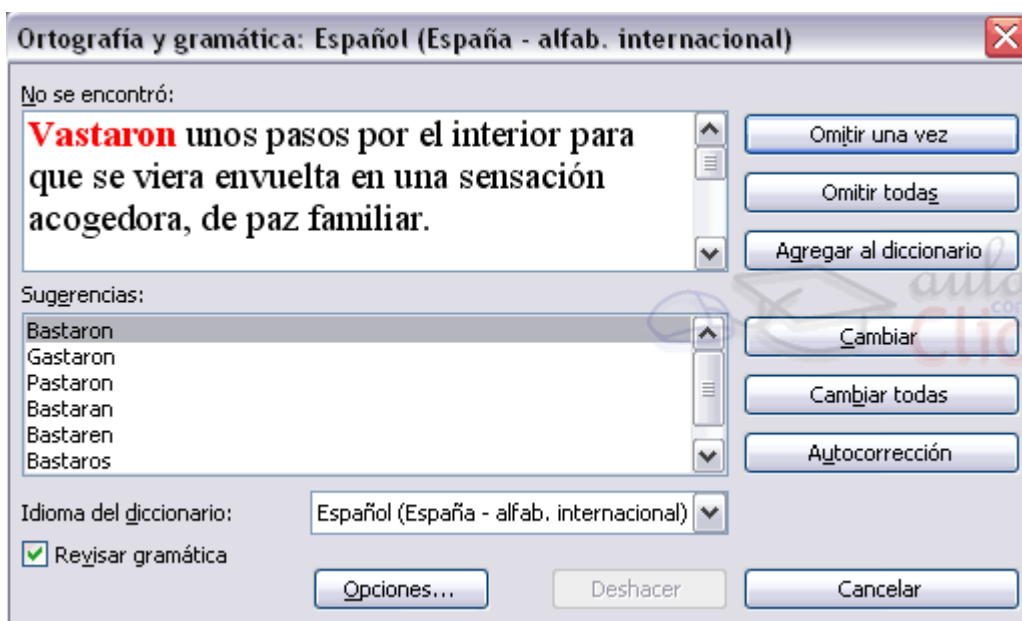 Ortografía y gramática: Español (España - alfab. internacional)
No se encontró:
Vastaron unos pasos por el interior para
que se viera envuelta en una sensación
acogedora, de paz familiar.
Omitir una vez
Omitir todas
Agregar al diccionario
Sugerencias:
Bastaron
Gastaron
Pastaron
Bastaran
Bastaren
Bastaros
Cambiar
Cambiar todas
Autocorrección
aula
Clic
Idioma del diccionario:
Español (España - alfab. internacional)
Revisar gramática
Opciones...
Deshacer
Cancelar